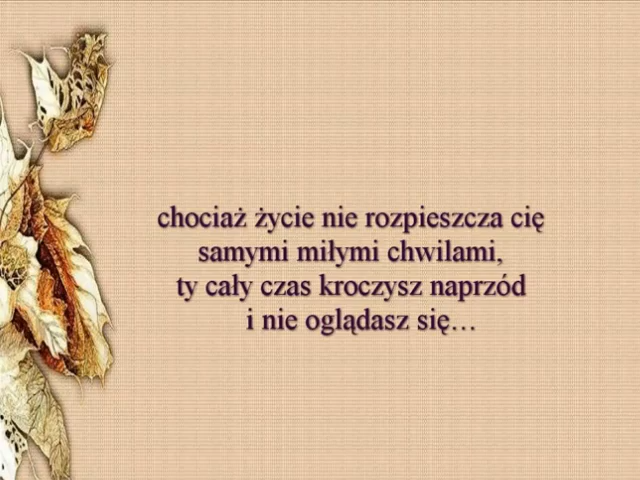 chociaż życie nie rozpieszcza cię
samymi miłymi chwilami,
ty cały czas kroczysz naprzód
i nie oglądasz się...